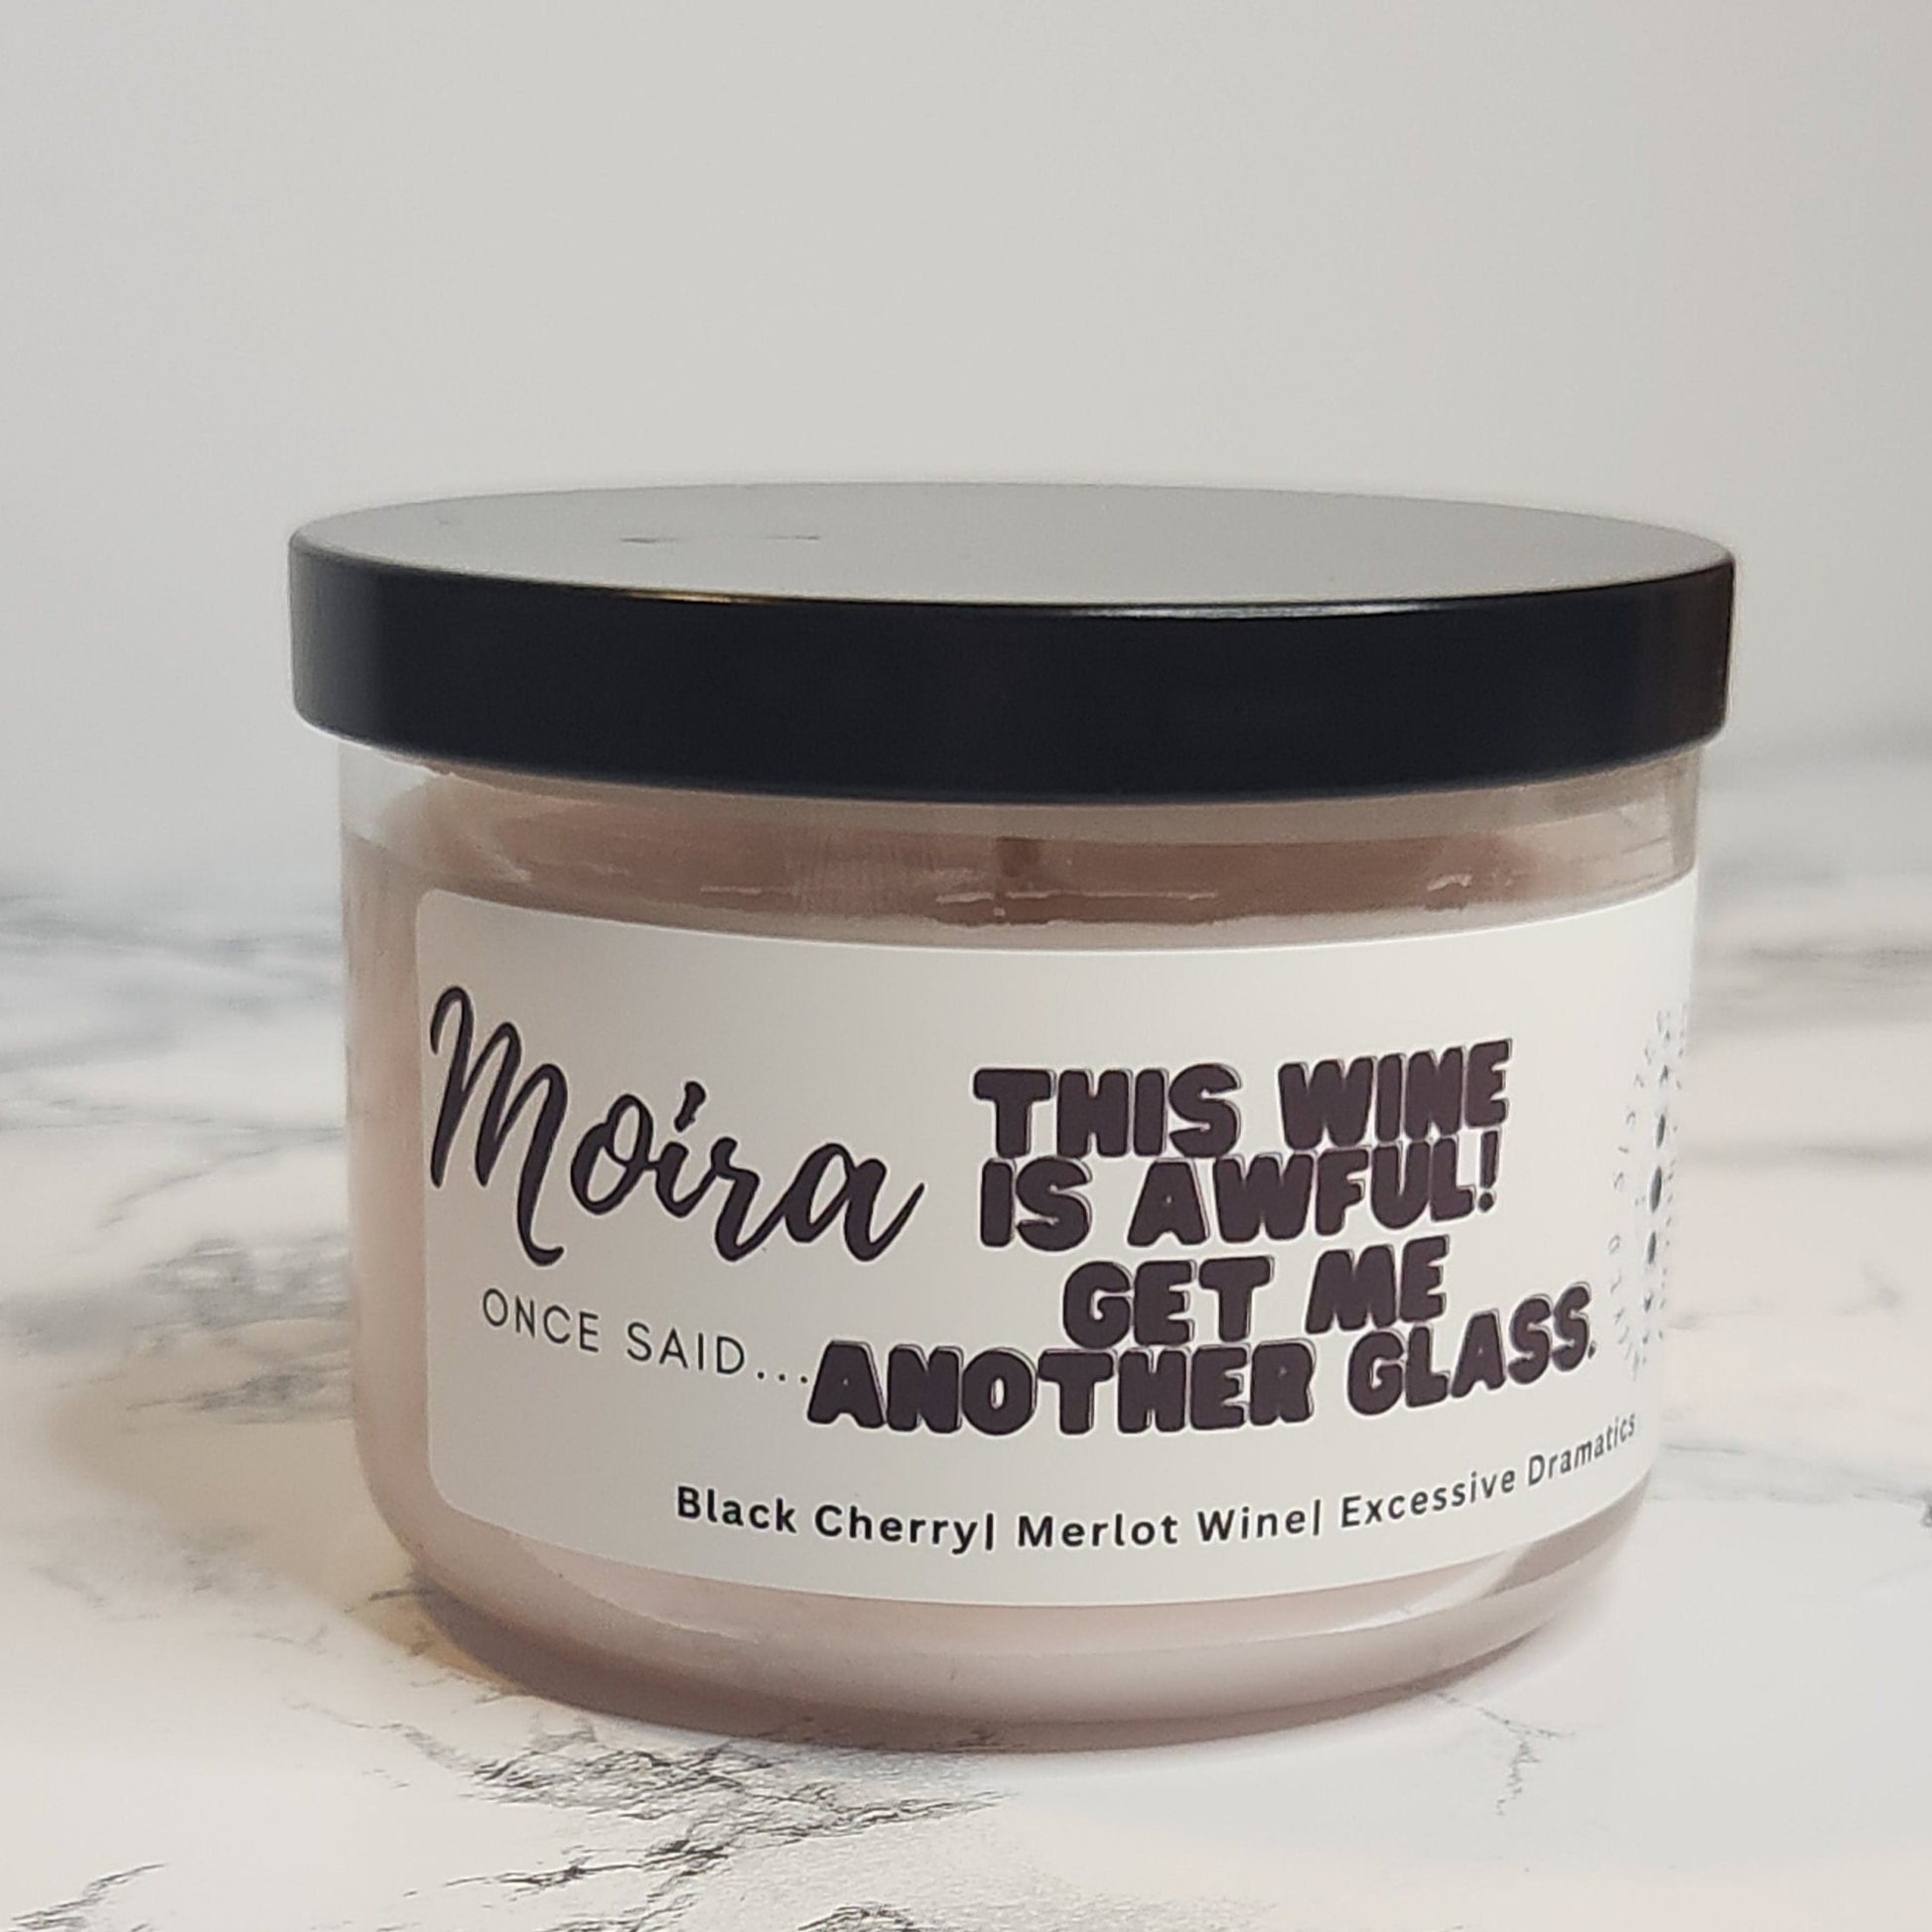 Moira
ONCE SAID...
THIS WINE
IS AWFUL!
GET ME
ANOTHER GLASS.
Black Cherry| Merlot Wine| Excessive Dramatics